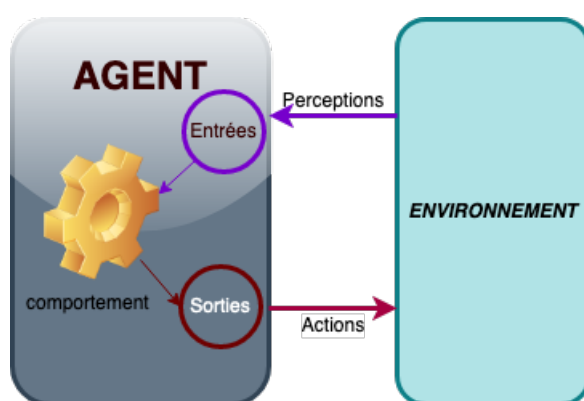 AGENT
Perceptions
Entrées
ENVIRONNEMENT
comportement
Sorties
Actions